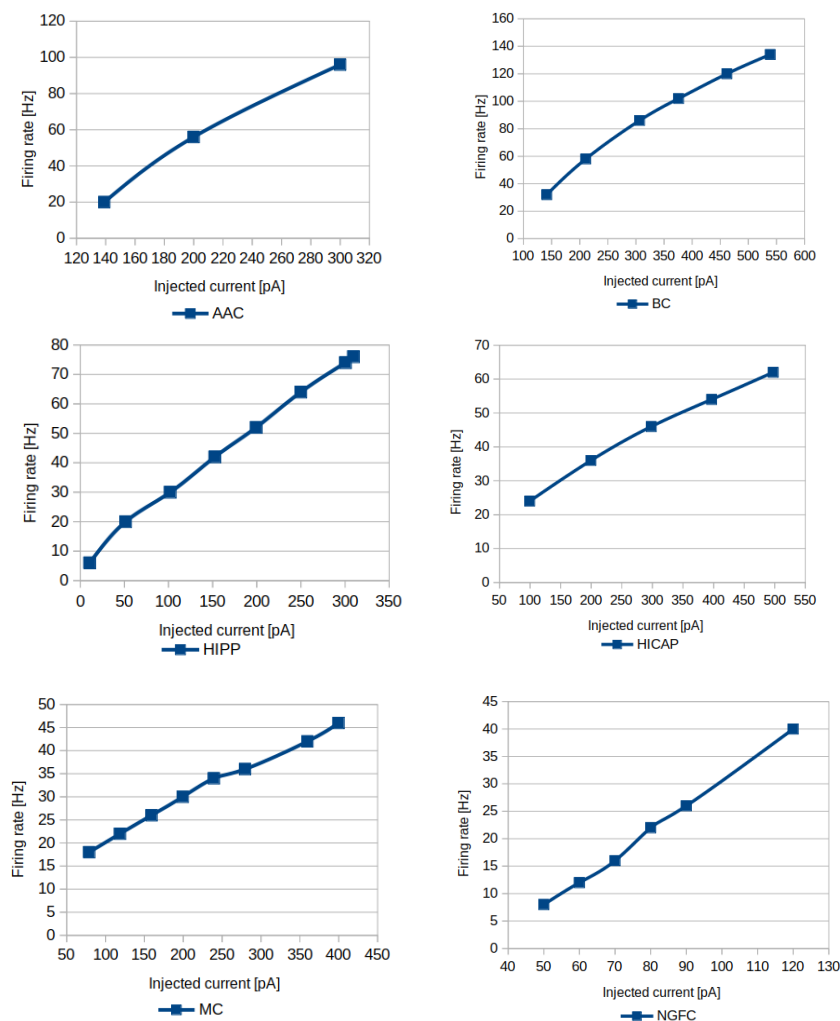 120
100
80
60
40
20
0
Firing rate [Hz]
120 140 160 180 200 220 240 260 280 300 320
Injected current [pA]
AAC
160
140
120
100
80
60
40
20
0
Firing rate [Hz]
100 150 200 250 300 350 400 450 500 550 600
Injected current [pA]
BC
80
70
60
50
40
30
20
10
0
Firing rate [Hz]
0 50 100 150 200 250 300 350
Injected current [pA]
HIPP
70
60
50
40
30
20
10
0
Firing rate [Hz]
50 100 150 200 250 300 350 400 450 500 550
Injected current [pA]
HICAP
50
45
40
35
30
25
20
15
10
5
0
Firing rate [Hz]
50 100 150 200 250 300 350 400 450
Injected current [pA]
MC
45
40
35
30
25
20
15
10
5
0
Firing rate [Hz]
40 50 60 70 80 90 100 110 120 130
Injected current [pA]
NGFC